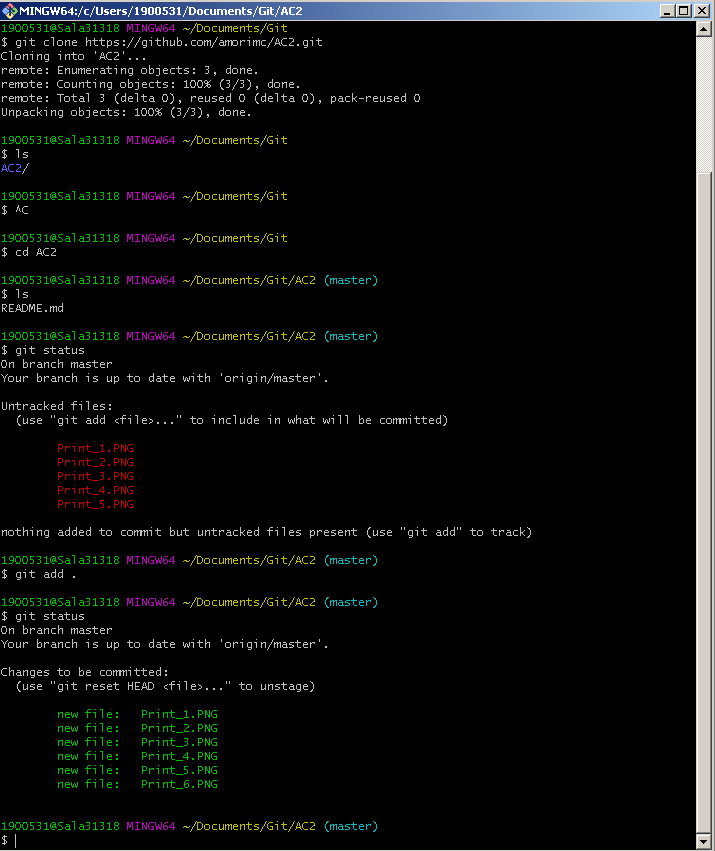 MINGW64:/c/Users/1900531/Documents/Git/AC2
1900531@Sala31318 MINGW64 ~/Documents/Git
$ git clone https://github.com/amorimc/AC2.git
Cloning into 'AC2'...
remote: Enumerating objects: 3, done.
remote: Counting objects: 100% (3/3), done.
remote: Total 3 (delta 0), reused 0 (delta 0), pack-reused 0
Unpacking objects: 100% (3/3), done.
1900531@Sala31318 MINGW64 ~/Documents/Git
$ ls
AC2/
1900531@Sala31318 MINGW64 ~/Documents/Git
$ ^C
1900531@Sala31318 MINGW64 ~/Documents/Git
$ cd AC2
1900531@Sala31318 MINGW64 ~/Documents/Git/AC2 (master)
$ ls
README.md
1900531@Sala31318 MINGW64 ~/Documents/Git/AC2 (master)
$ git status
On branch master
Your branch is up to date with 'origin/master'.
Untracked files:
  (use "git add <file>..." to include in what will be committed)
Print_1.PNG
Print_2.PNG
Print_3.PNG
Print_4.PNG
Print_5.PNG
nothing added to commit but untracked files present (use "git add" to track)
1900531@Sala31318 MINGW64 ~/Documents/Git/AC2 (master)
$ git add .
1900531@Sala31318 MINGW64 ~/Documents/Git/AC2 (master)
$ git status
On branch master
Your branch is up to date with 'origin/master'.
Changes to be committed:
  (use "git reset HEAD <file>..." to unstage)
new file:   Print_1.PNG
new file:   Print_2.PNG
new file:   Print_3.PNG
new file:   Print_4.PNG
new file:   Print_5.PNG
new file:   Print_6.PNG
1900531@Sala31318 MINGW64 ~/Documents/Git/AC2 (master)
$